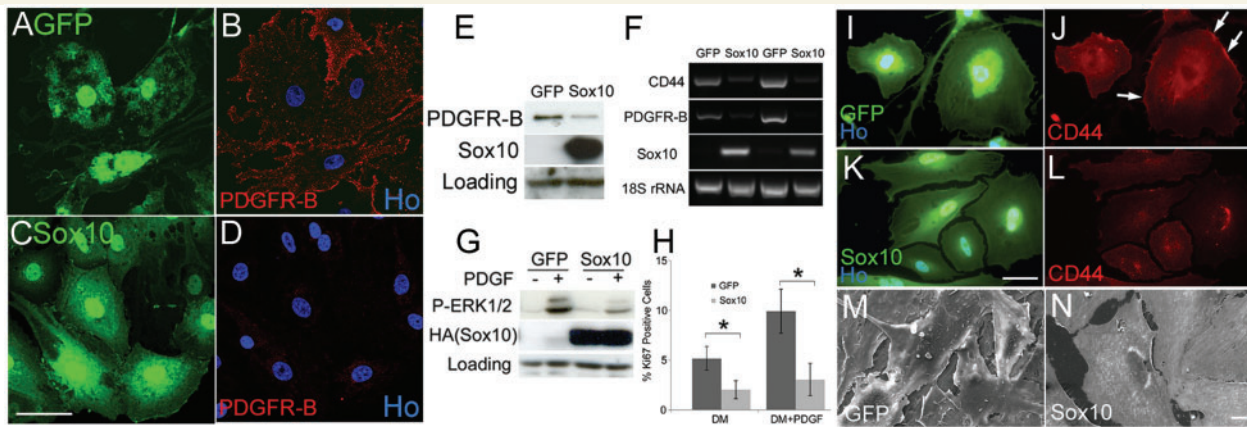 A GFP
B
PDGFR-B Ho
C Sox10
D
PDGFR-B Ho
E
GFP Sox10
PDGFR-B
Sox10
Loading
F
GFP Sox10 GFP Sox10
CD44
PDGFR-B
Sox10
18S rRNA
G
GFP Sox10
PDGF - + - +
P-ERK1/2
HA(Sox10)
Loading
H
GFP
Sox10
% Ki67 Positive Cells
15
10
5
0
* *
DM DM+PDGF
I
GFP
Ho
J
CD44
K
Sox10
Ho
L
CD44
M
GFP
N
Sox10